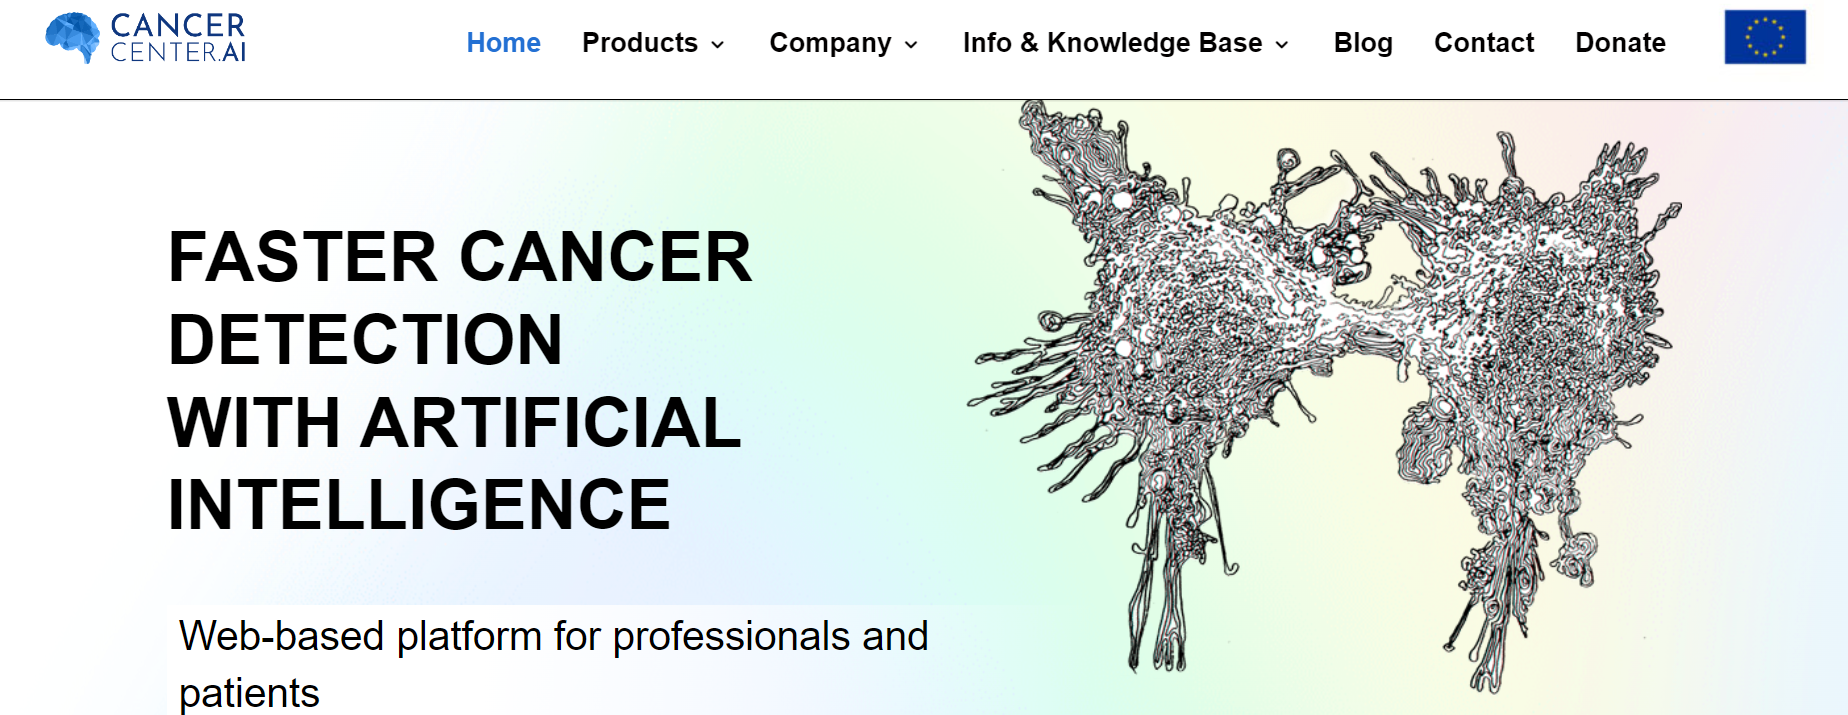 CANCER
CENTER.AI
Home Products Company Info & Knowledge Base Blog Contact Donate
FASTER CANCER
DETECTION
WITH ARTIFICIAL
INTELLIGENCE
Web-based platform for professionals and
patients